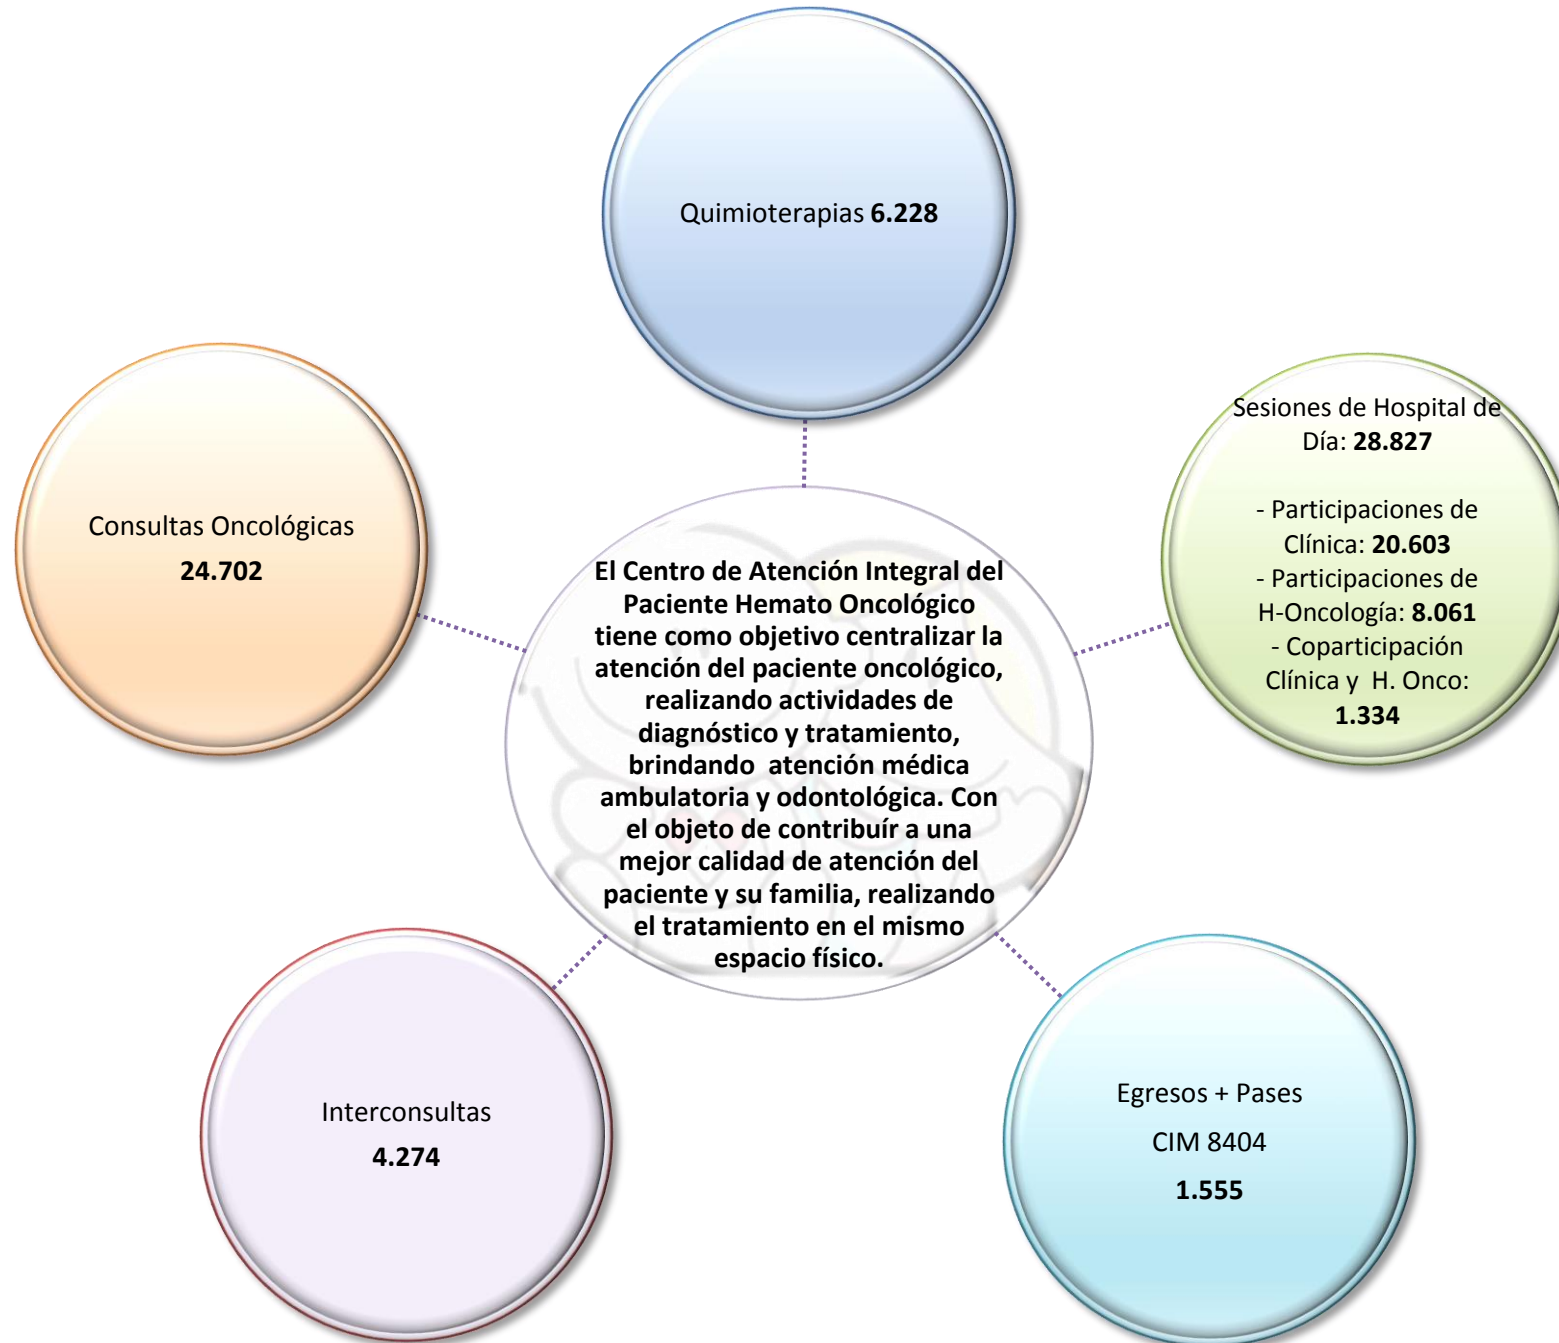 Quimioterapias 6.228
Consultas Oncológicas
24.702
Sesiones de Hospital de
Día: 28.827
- Participaciones de
Clínica: 20.603
- Participaciones de
H-Oncología: 8.061
- Coparticipación
Clínica y H. Onco:
1.334
El Centro de Atención Integral del
Paciente Hemato Oncológico
tiene como objetivo centralizar la
atención del paciente oncológico,
realizando actividades de
diagnóstico y tratamiento,
brindando atención médica
ambulatoria y odontológica. Con
el objeto de contribuír a una
mejor calidad de atención del
paciente y su familia, realizando
el tratamiento en el mismo
espacio físico.
Interconsultas
4.274
Egresos + Pases
CIM 8404
1.555